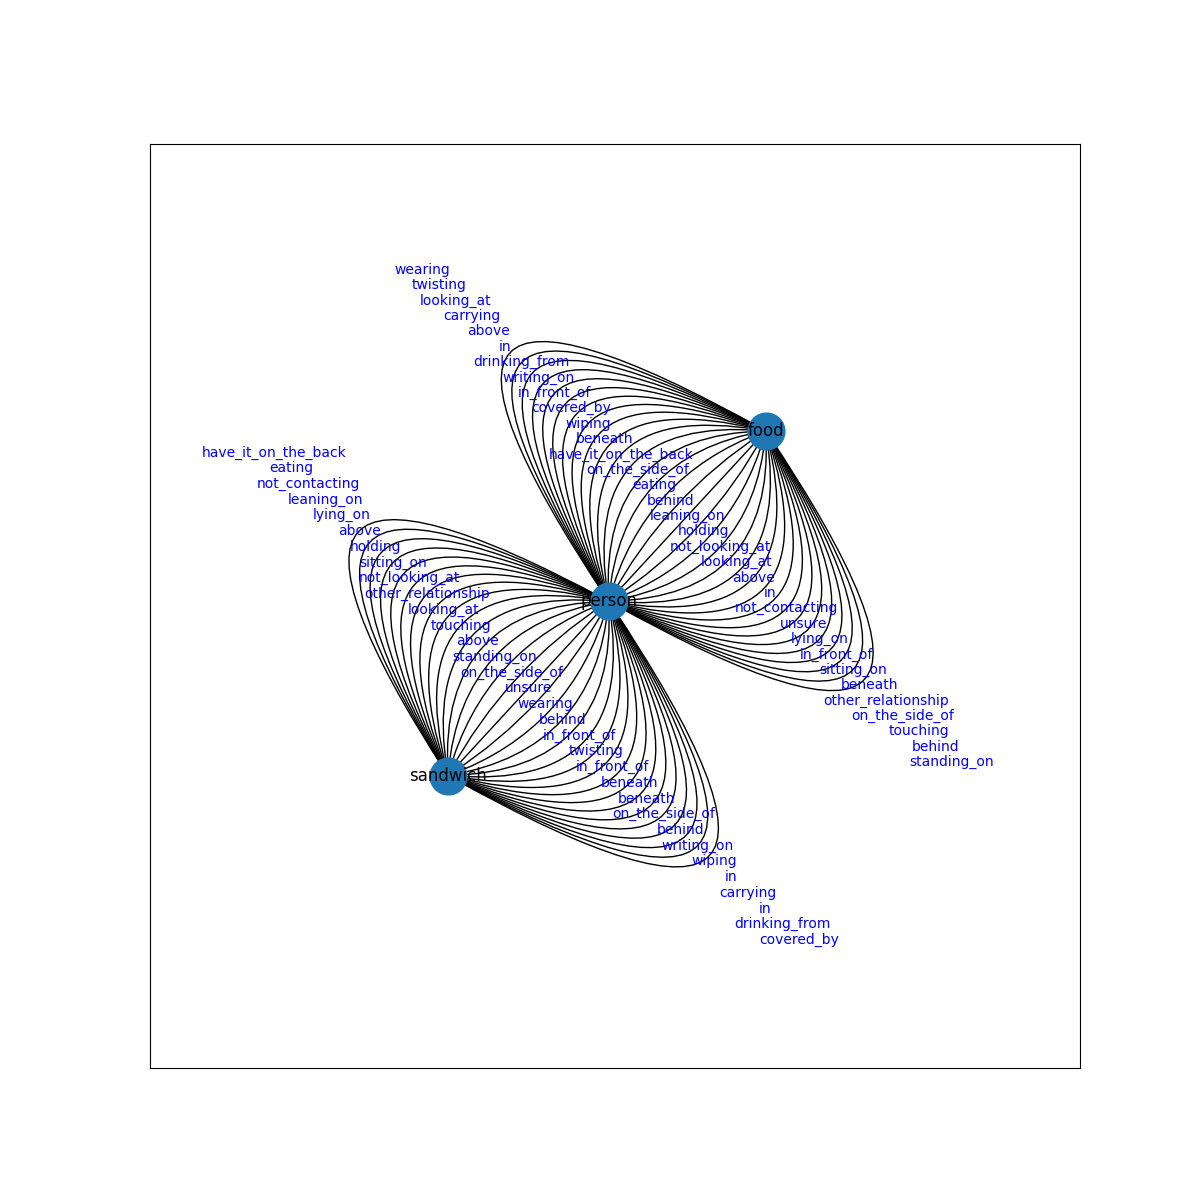 wearing
twisting
looking_at
carrying
above
in
drinking_from
writing_on
in_front_of
covered_by
wiping
beneath
have_it_on_the_back
on_the_side_of
eating
behind
leaning_on
holding
not_looking_at
looking_at
above
in
not_contacting
unsure
lying_on
in_front_of
sitting_on
beneath
other_relationship
on_the_side_of
touching
behind
standing_on
food
person
sandwich
have_it_on_the_back
eating
not_contacting
leaning_on
lying_on
above
holding
sitting_on
not_looking_at
other_relationship
looking_at
touching
above
standing_on
on_the_side_of
unsure
wearing
behind
in_front_of
twisting
in_front_of
beneath
beneath
on_the_side_of
behind
writing_on
wiping
in
carrying
in
drinking_from
covered_by